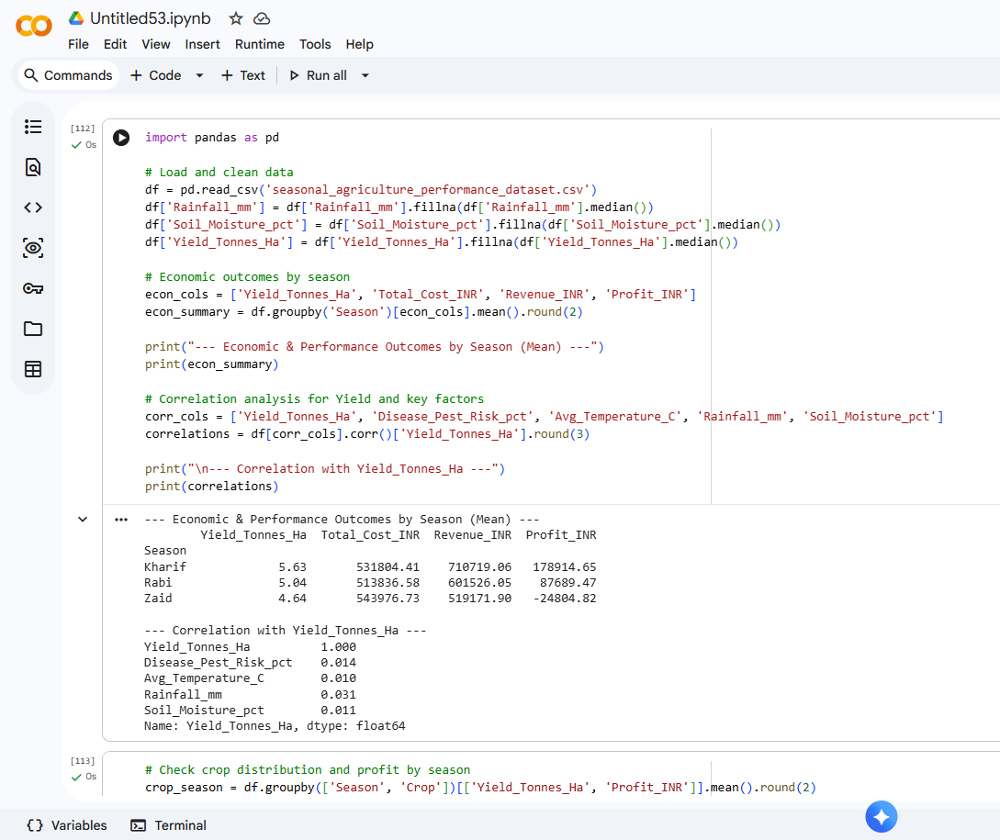 Untitled53.ipynb
File Edit View Insert Runtime Tools Help
Commands + Code + Text Run all
[112]
0s
import pandas as pd
# Load and clean data
df = pd.read_csv('seasonal_agriculture_performance_dataset.csv')
df['Rainfall_mm'] = df['Rainfall_mm'].fillna(df['Rainfall_mm'].median())
df['Soil_Moisture_pct'] = df['Soil_Moisture_pct'].fillna(df['Soil_Moisture_pct'].median())
df['Yield_Tonnes_Ha'] = df['Yield_Tonnes_Ha'].fillna(df['Yield_Tonnes_Ha'].median())
# Economic outcomes by season
econ_cols = ['Yield_Tonnes_Ha', 'Total_Cost_INR', 'Revenue_INR', 'Profit_INR']
econ_summary = df.groupby('Season')[econ_cols].mean().round(2)
print("--- Economic & Performance Outcomes by Season (Mean) ---")
print(econ_summary)
# Correlation analysis for Yield and key factors
corr_cols = ['Yield_Tonnes_Ha', 'Disease_Pest_Risk_pct', 'Avg_Temperature_C', 'Rainfall_mm', 'Soil_Moisture_pct']
correlations = df[corr_cols].corr()['Yield_Tonnes_Ha'].round(3)
print("\n--- Correlation with Yield_Tonnes_Ha ---")
print(correlations)
--- Economic & Performance Outcomes by Season (Mean) ---
Yield_Tonnes_Ha Total_Cost_INR Revenue_INR Profit_INR
Season
Kharif 5.63 531804.41 710719.06 178914.65
Rabi 5.04 513836.58 601526.05 87689.47
Zaid 4.64 543976.73 519171.90 -24804.82
--- Correlation with Yield_Tonnes_Ha ---
Yield_Tonnes_Ha 1.000
Disease_Pest_Risk_pct 0.014
Avg_Temperature_C 0.010
Rainfall_mm 0.031
Soil_Moisture_pct 0.011
Name: Yield_Tonnes_Ha, dtype: float64
[113]
0s
# Check crop distribution and profit by season
crop_season = df.groupby(['Season', 'Crop'])[['Yield_Tonnes_Ha', 'Profit_INR']].mean().round(2)
Variables Terminal